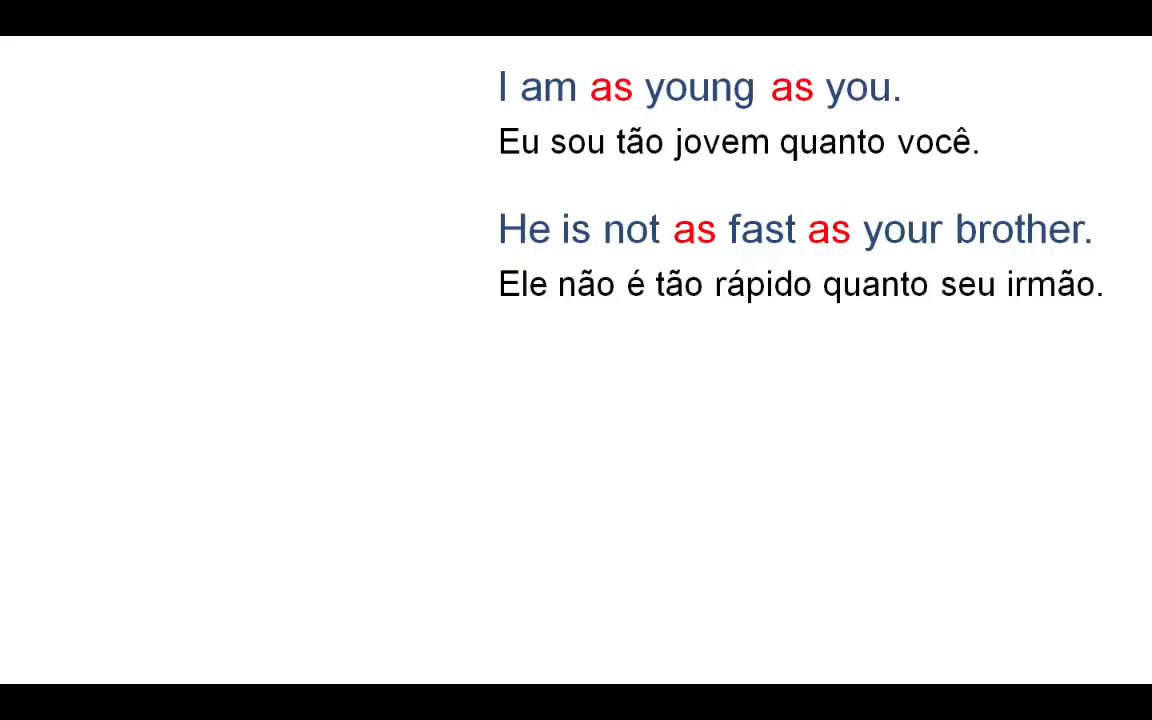 I am as young as you.
Eu sou tão jovem quanto você.
He is not as fast as your brother.
Ele não é tão rápido quanto seu irmão.